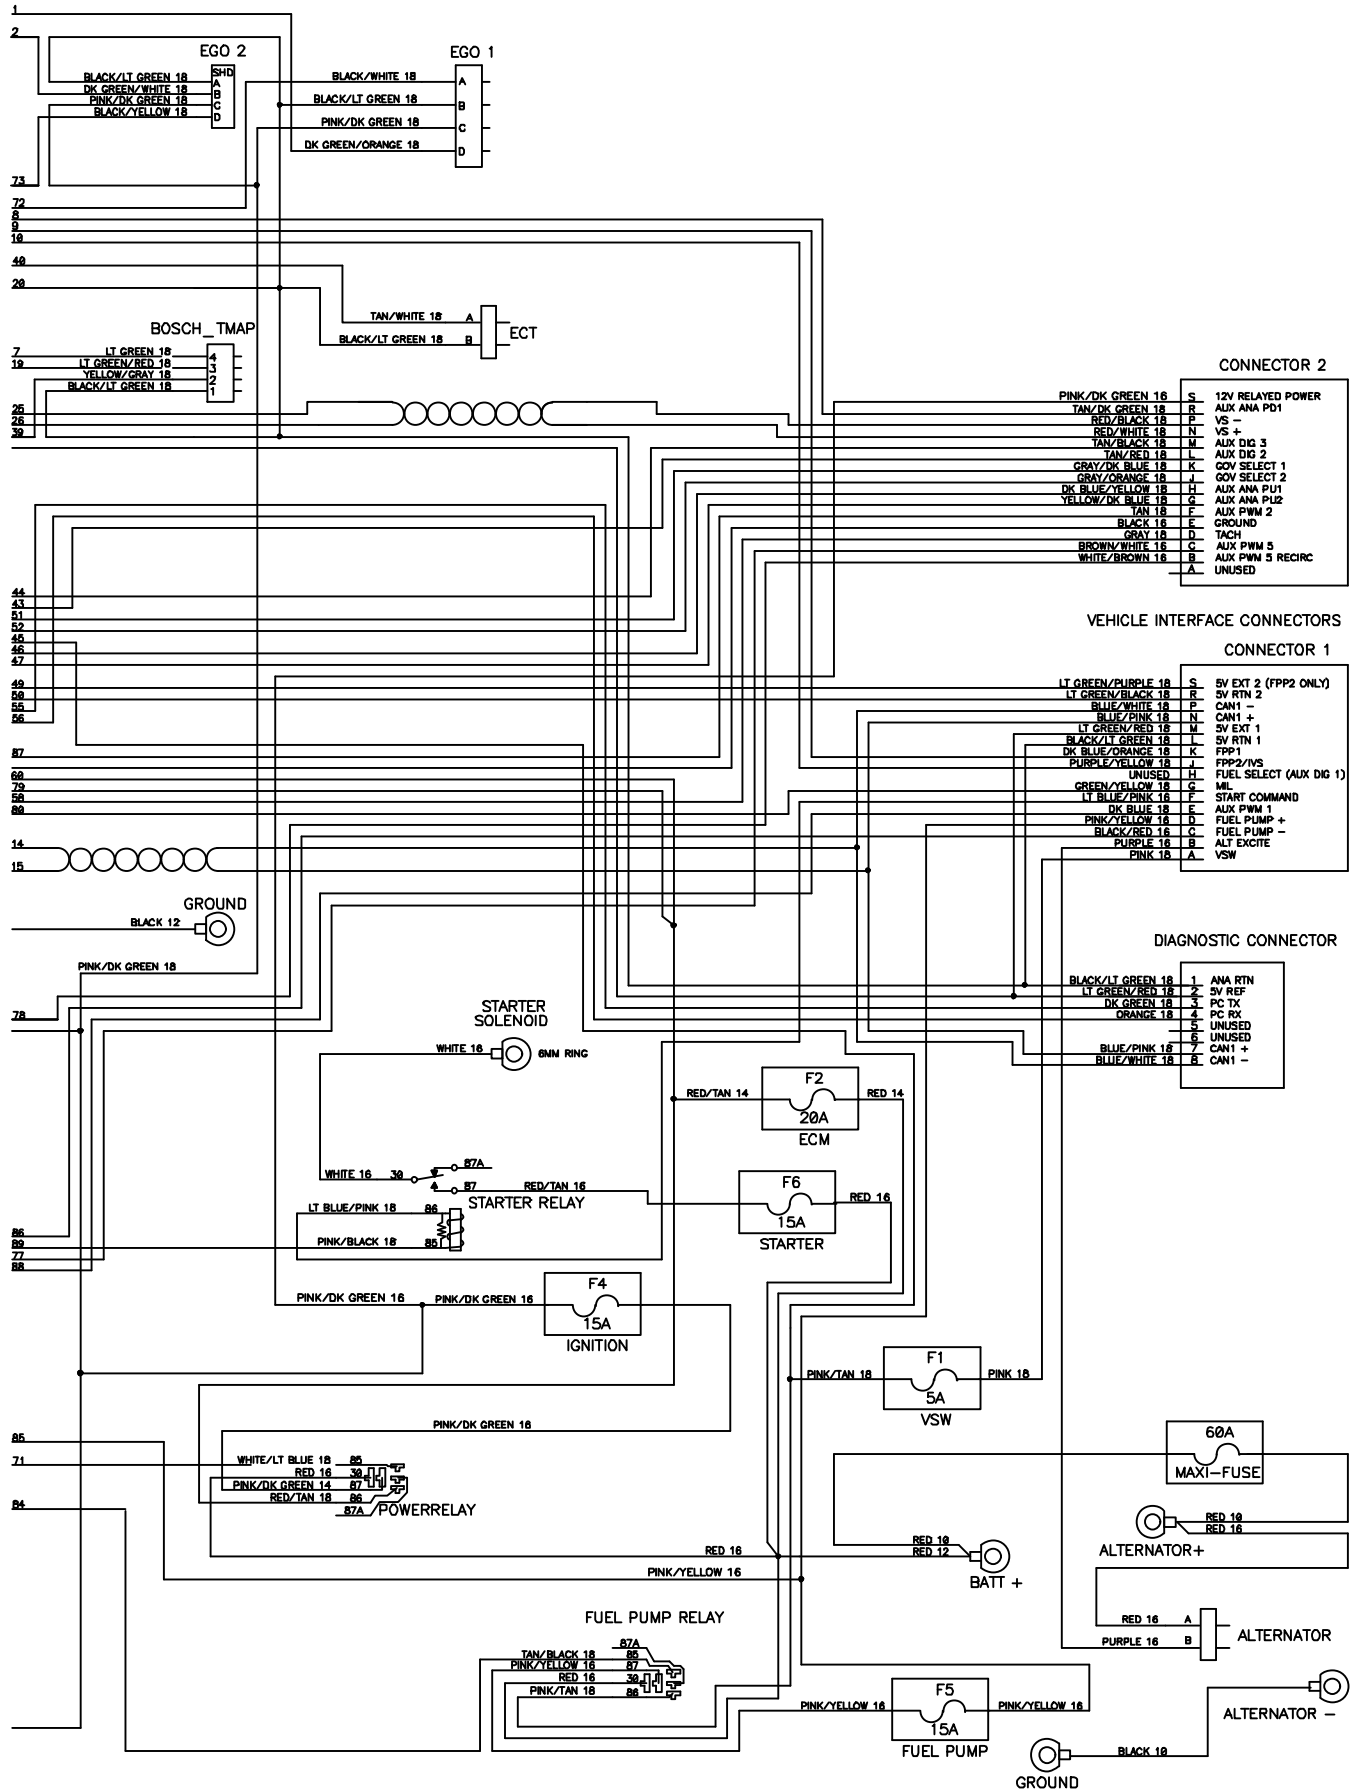 1
2
EGO 2
EGO 1
SHD
BLACK/LT GREEN 18 A
DK GREEN/WHITE 18 B
PINK/DK GREEN 18 C
BLACK/YELLOW 18 D
BLACK/WHITE 18 A
BLACK/LT GREEN 18 B
PINK/DK GREEN 18 C
DK GREEN/ORANGE 18 D
73
72
8
9
10
40
20
TAN/WHITE 18 A
BLACK/LT GREEN 18 B
ECT
BOSCH_TMAP
7 LT GREEN 18 4
19 LT GREEN/RED 18 3
YELLOW/GRAY 18 2
BLACK/LT GREEN 18 1
25
26
39
CONNECTOR 2
PINK/DK GREEN 16 S 12V RELAYED POWER
TAN/DK GREEN 18 R AUX ANA PD1
RED/BLACK 18 P VS -
RED/WHITE 18 N VS +
TAN/BLACK 18 M AUX DIG 3
TAN/RED 18 L AUX DIG 2
GRAY/DK BLUE 18 K GOV SELECT 1
GRAY/ORANGE 18 J GOV SELECT 2
DK BLUE/YELLOW 18 H AUX ANA PU1
YELLOW/DK BLUE 18 G AUX ANA PU2
TAN 18 F AUX PWM 2
BLACK 16 E GROUND
GRAY 18 D TACH
BROWN/WHITE 16 C AUX PWM 5
WHITE/BROWN 16 B AUX PWM 5 RECIRC
A UNUSED
44
43
51
52
45
46
47
49
50
55
56
87
60
79
58
80
14
15
VEHICLE INTERFACE CONNECTORS
CONNECTOR 1
LT GREEN/PURPLE 18 S 5V EXT 2 (FPP2 ONLY)
LT GREEN/BLACK 18 R 5V RTN 2
BLUE/WHITE 18 P CAN1 -
BLUE/PINK 18 N CAN1 +
LT GREEN/RED 18 M 5V EXT 1
BLACK/LT GREEN 18 L 5V RTN 1
DK BLUE/ORANGE 18 K FPP1
PURPLE/YELLOW 18 J FPP2/IVS
UNUSED H FUEL SELECT (AUX DIG 1)
GREEN/YELLOW 18 G MIL
LT BLUE/PINK 16 F START COMMAND
DK BLUE 18 E AUX PWM 1
PINK/YELLOW 16 D FUEL PUMP +
BLACK/RED 16 C FUEL PUMP -
PURPLE 16 B ALT EXCITE
PINK 18 A VSW
GROUND
BLACK 12
PINK/DK GREEN 18
78
DIAGNOSTIC CONNECTOR
BLACK/LT GREEN 18 1 ANA RTN
LT GREEN/RED 18 2 5V REF
DK GREEN 18 3 PC TX
ORANGE 18 4 PC RX
5 UNUSED
6 UNUSED
BLUE/PINK 18 7 CAN1 +
BLUE/WHITE 18 8 CAN1 -
STARTER
SOLENOID
WHITE 16
6MM RING
RED/TAN 14
F2
20A
RED 14
ECM
WHITE 16 30
87A
87 RED/TAN 16
STARTER RELAY
F6
15A
RED 16
STARTER
LT BLUE/PINK 18 86
PINK/BLACK 18 85
86
89
77
88
PINK/DK GREEN 16
PINK/DK GREEN 16
F4
15A
IGNITION
PINK/TAN 18
F1
5A
PINK 18
VSW
PINK/DK GREEN 16
85
71
84
WHITE/LT BLUE 18 85
RED 16 30
PINK/DK GREEN 14 87
RED/TAN 18 86
87A
POWERRELAY
60A
MAXI-FUSE
RED 10
RED 16
ALTERNATOR+
RED 16
RED 10
RED 12
BATT +
PINK/YELLOW 16
FUEL PUMP RELAY
87A
TAN/BLACK 18 85
PINK/YELLOW 16 87
RED 16 30
PINK/TAN 18 86
RED 16 A
PURPLE 16 B
ALTERNATOR
PINK/YELLOW 16
F5
15A
PINK/YELLOW 16
FUEL PUMP
ALTERNATOR -
BLACK 10
GROUND